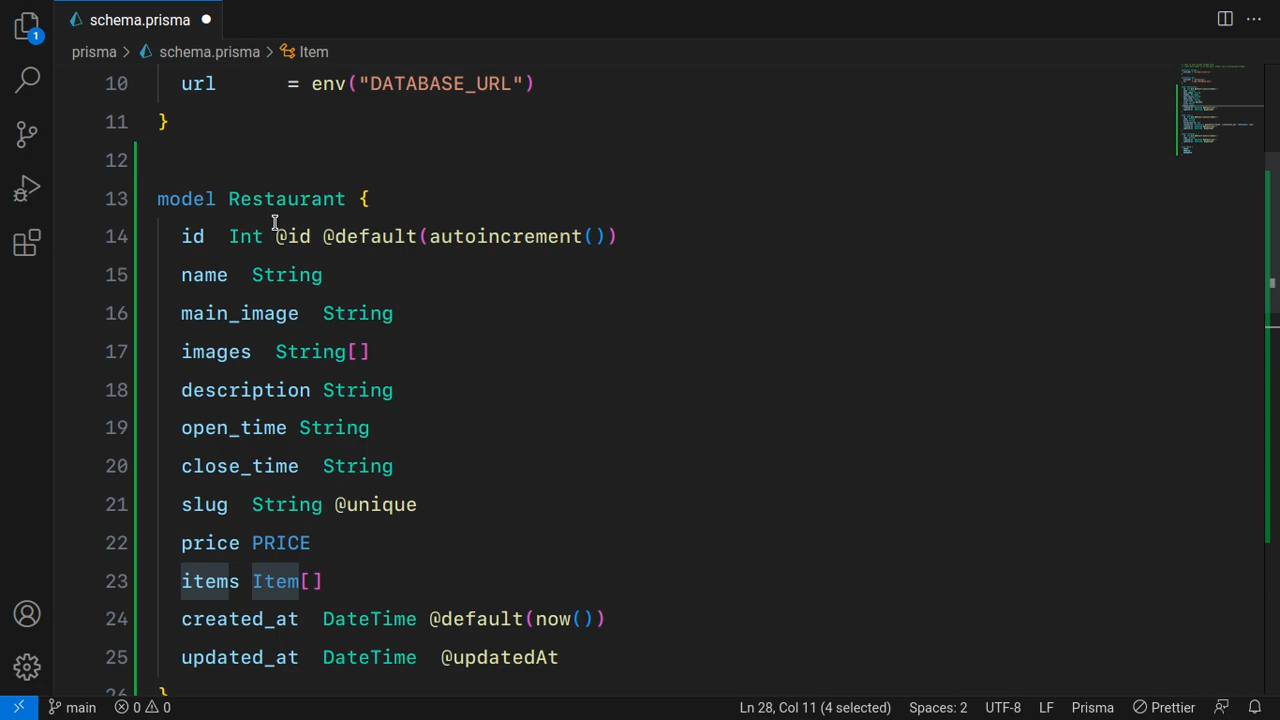 schema.prisma
prisma > schema.prisma > Item
10 url = env("DATABASE_URL")
11 }
12
13 model Restaurant {
14 id Int @id @default(autoincrement())
15 name String
16 main_image String
17 images String[]
18 description String
19 open_time String
20 close_time String
21 slug String @unique
22 price PRICE
23 items Item[]
24 created_at DateTime @default(now())
25 updated_at DateTime @updatedAt
26 }
1
main 0 0 Ln 28, Col 11 (4 selected) Spaces: 2 UTF-8 LF Prisma Prettier